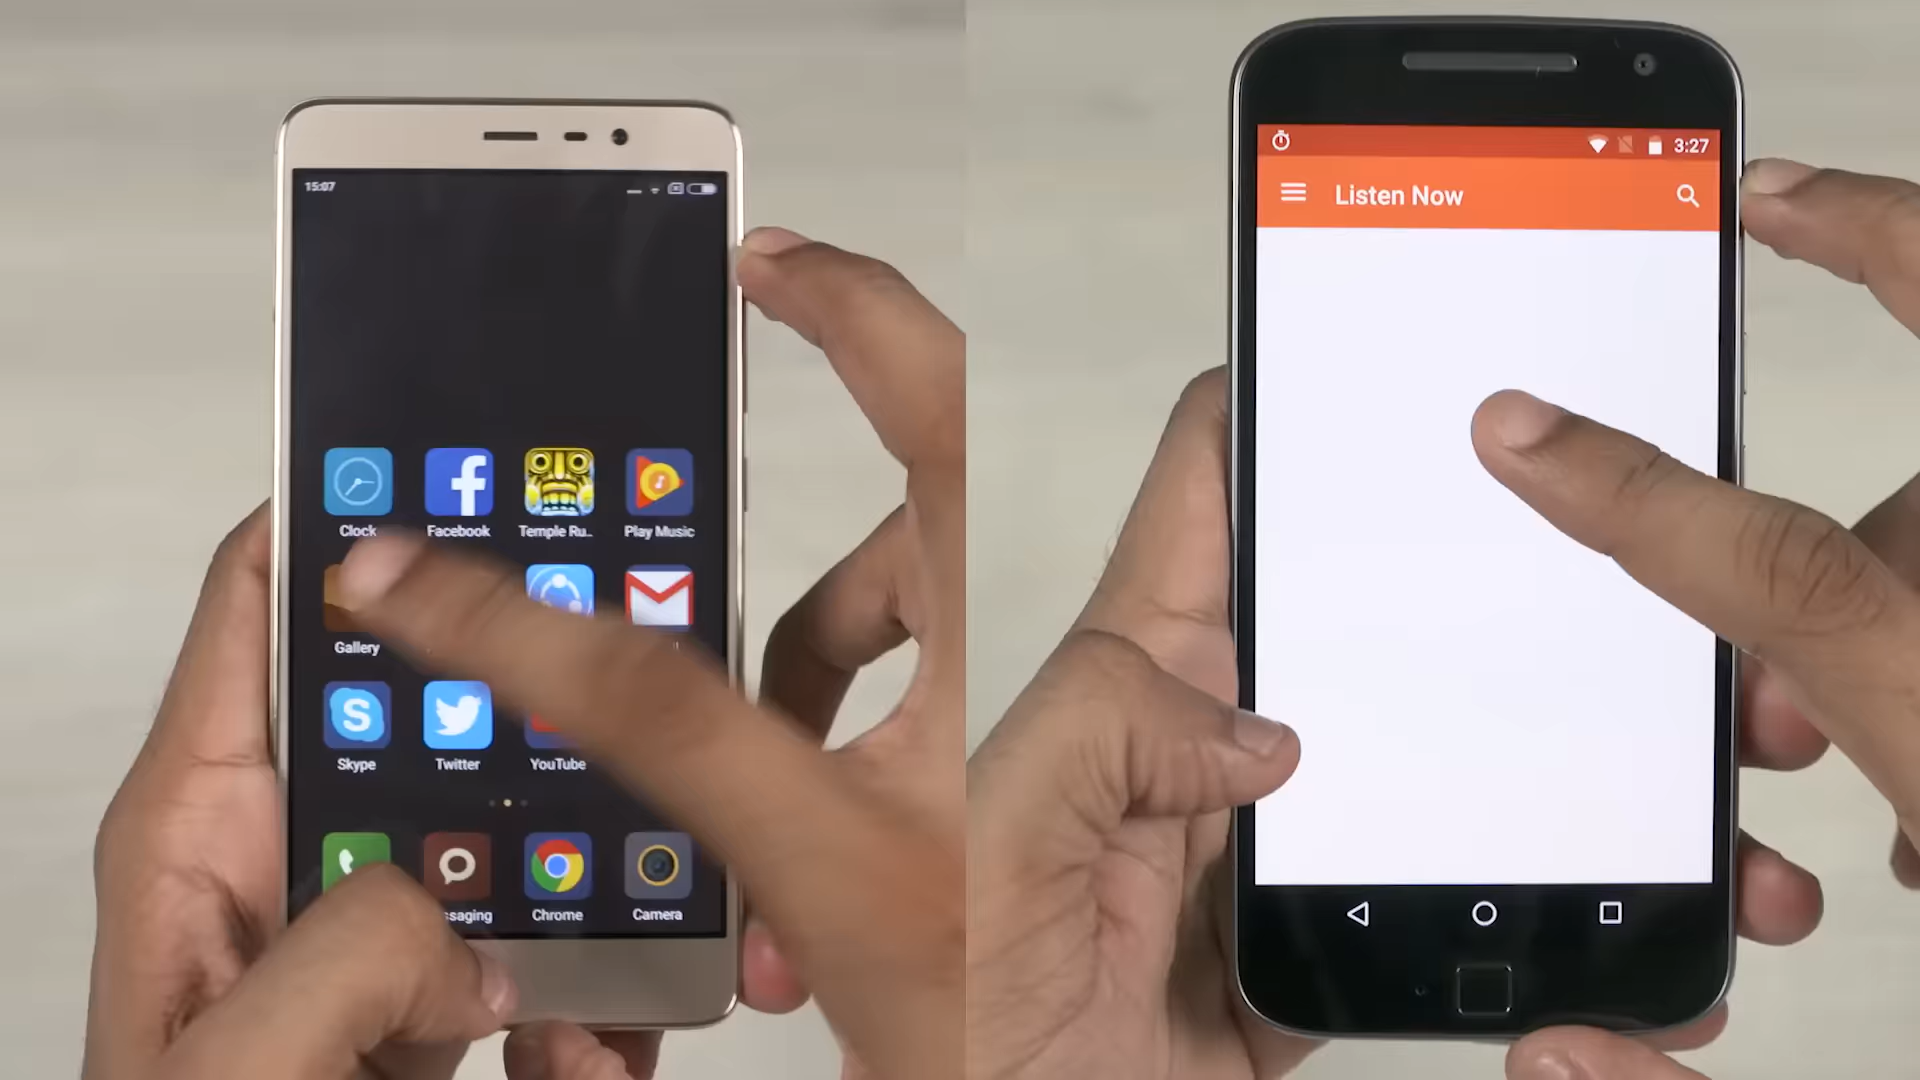 15:07
Clock
Facebook
Temple Ru..
Play Music
Gallery
Skype
Twitter
YouTube
ssaging
Chrome
Camera
3:27
Listen Now